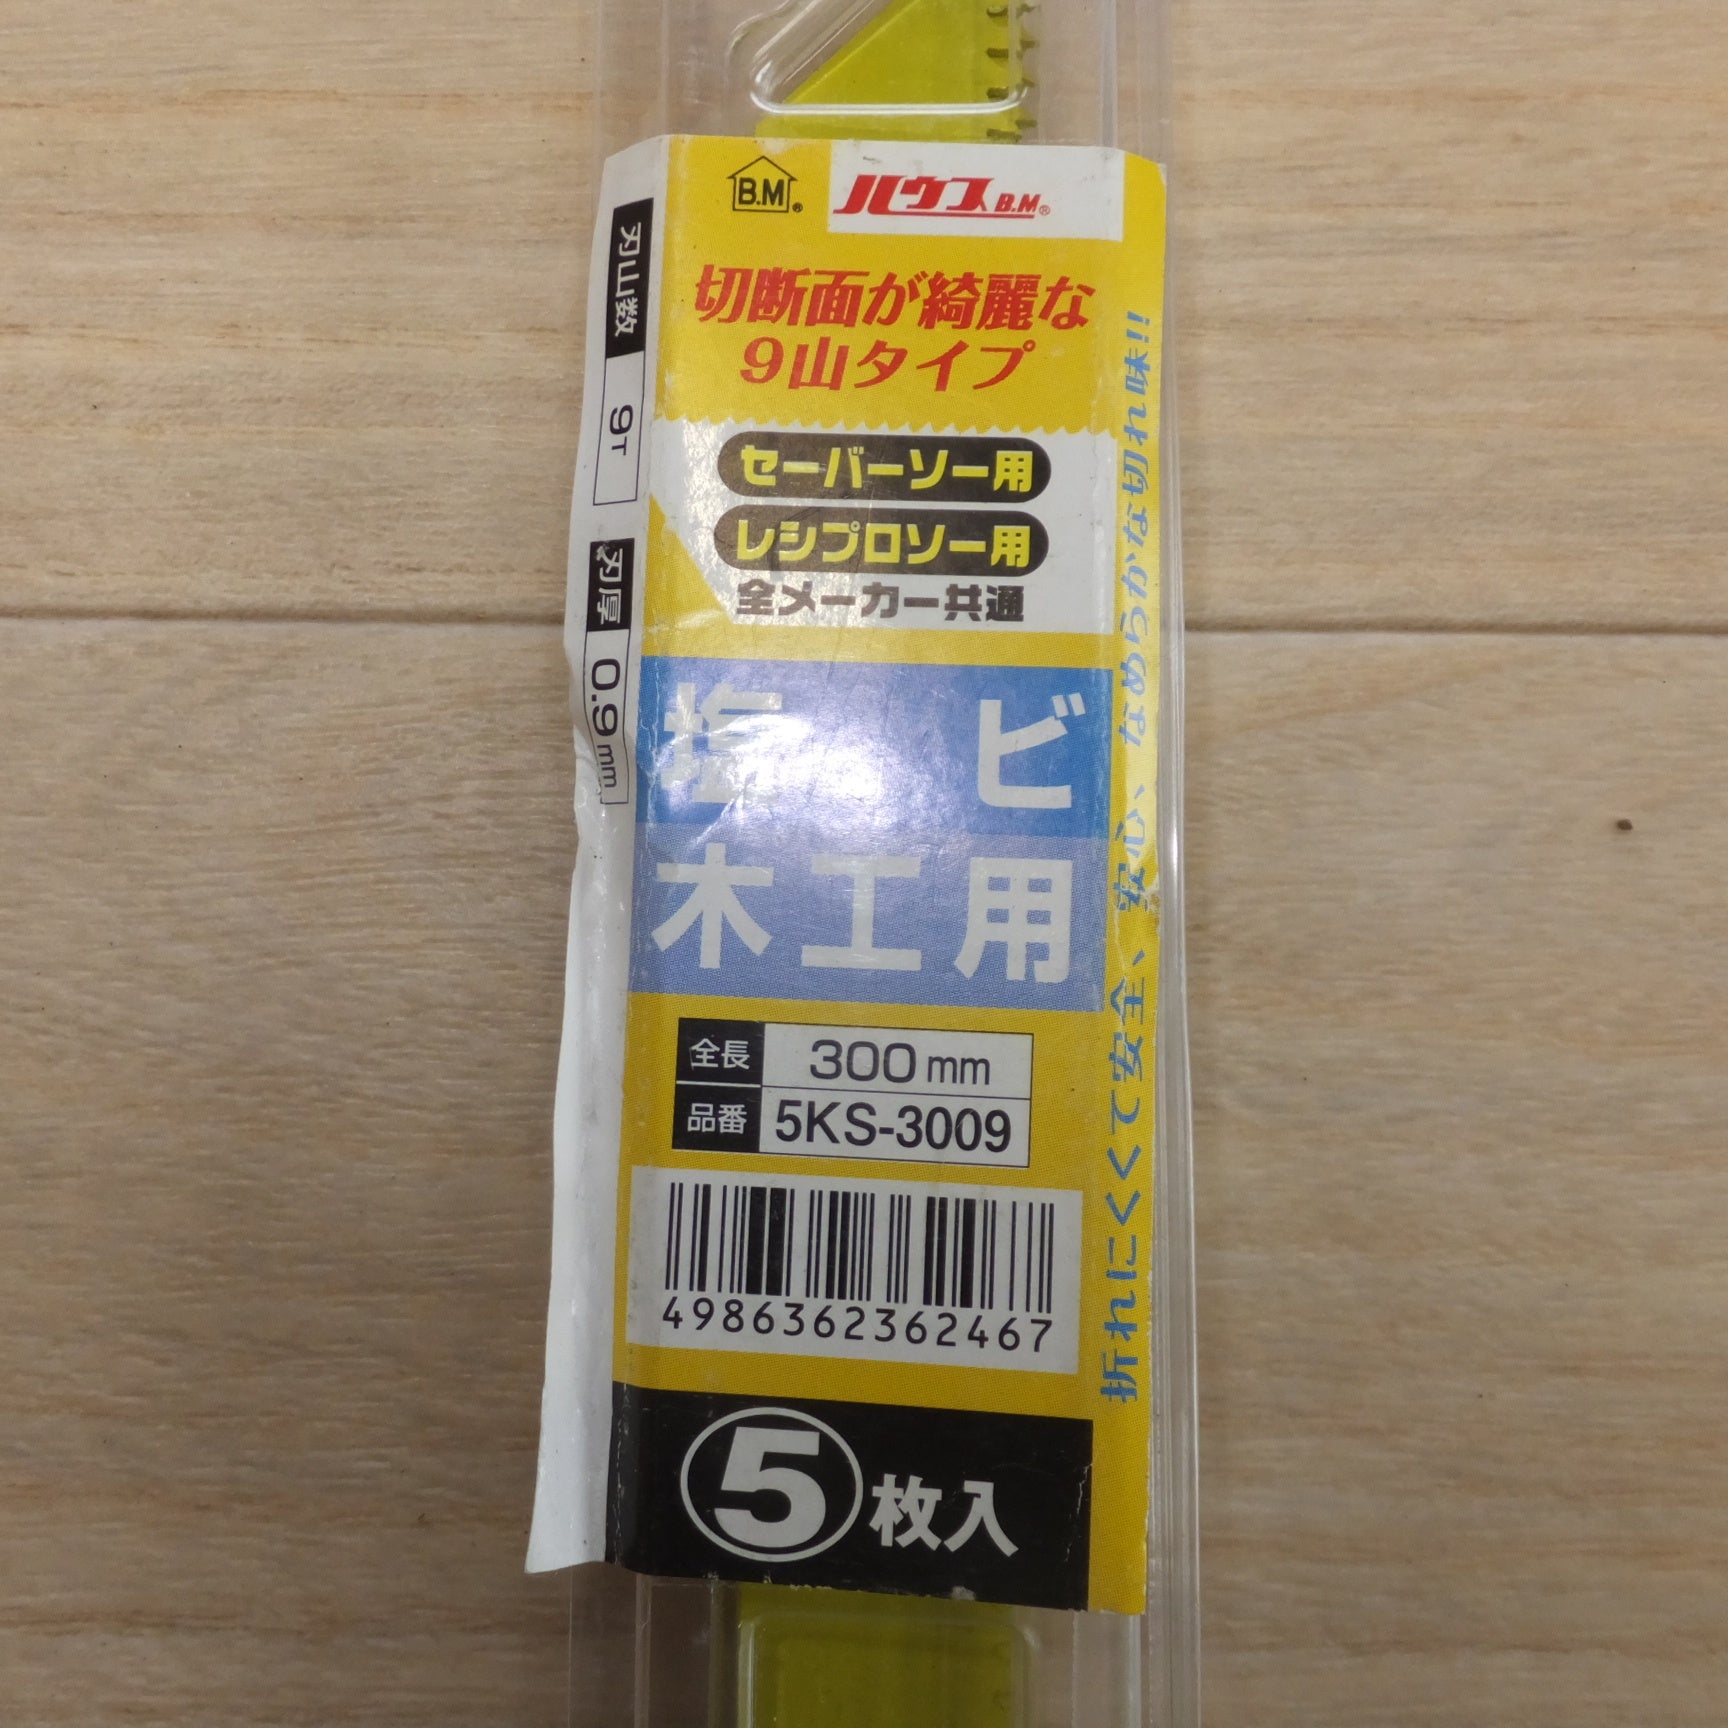 B.M®
ハウスB.M®
切断面が綺麗な
9山タイプ
セーバーソー用
レシプロソー用
全メーカー共通
塩ビ
木工用
全長 300mm
品番 5KS-3009
4986362362467
5枚入
刃山数 9T
刃厚 0.9mm
折れにくくて安全、安心、なめらかな切れ味!!